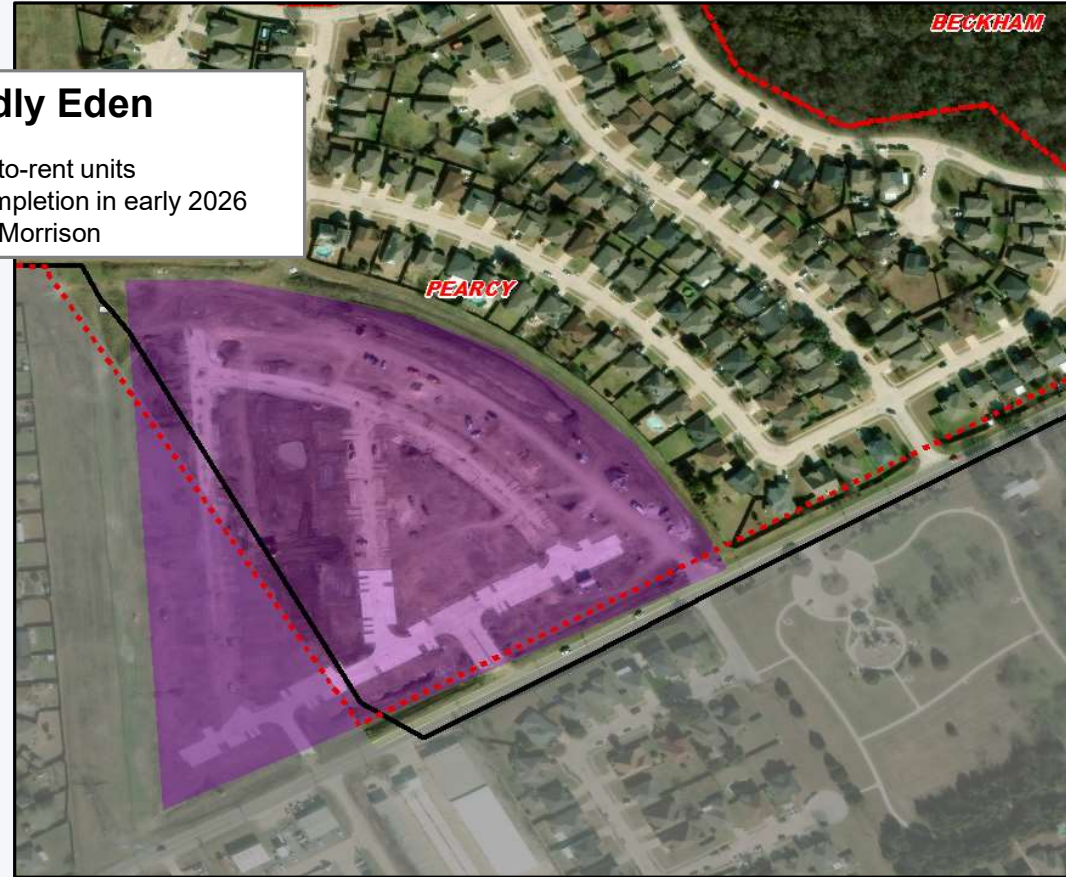 BECKHAM
dly Eden
to-rent units
mpletion in early 2026
Morrison
PEARCY